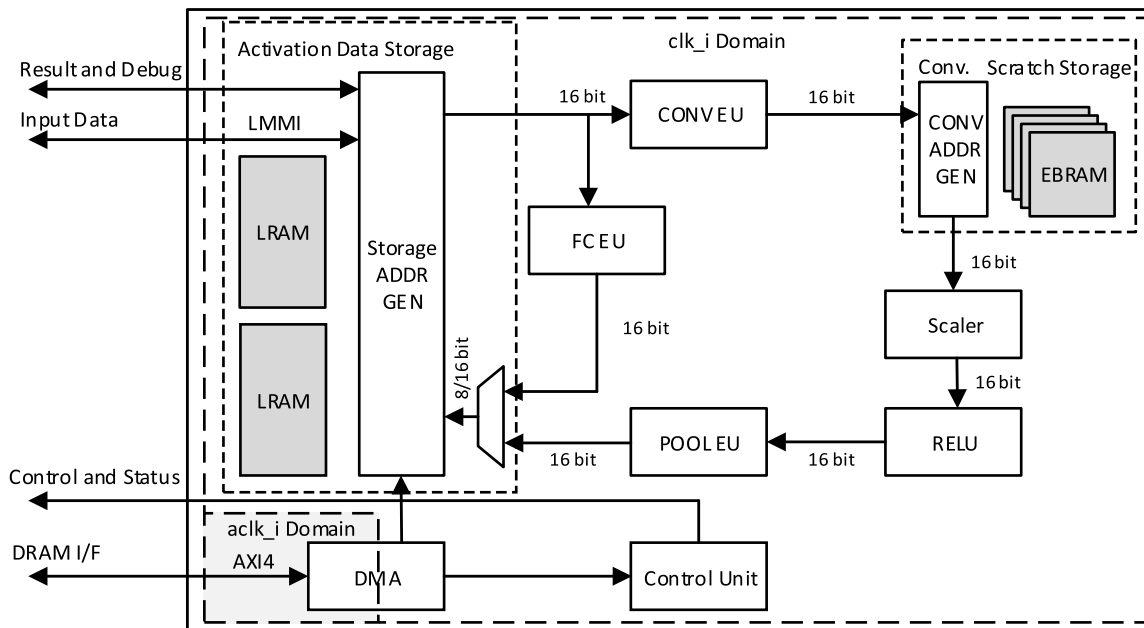 Activation Data Storage
clk_i Domain
Result and Debug
Input Data
LMMI
16 bit
CONV EU
16 bit
Conv. Scratch Storage
CONV
ADDR
GEN
EBRAM
LRAM
Storage
ADDR
GEN
FC EU
16 bit
Scaler
16 bit
8/16 bit
LRAM
16 bit
16 bit
POOL EU
16 bit
RELU
Control and Status
aclk_i Domain
DRAM I/F
AXI4
DMA
Control Unit